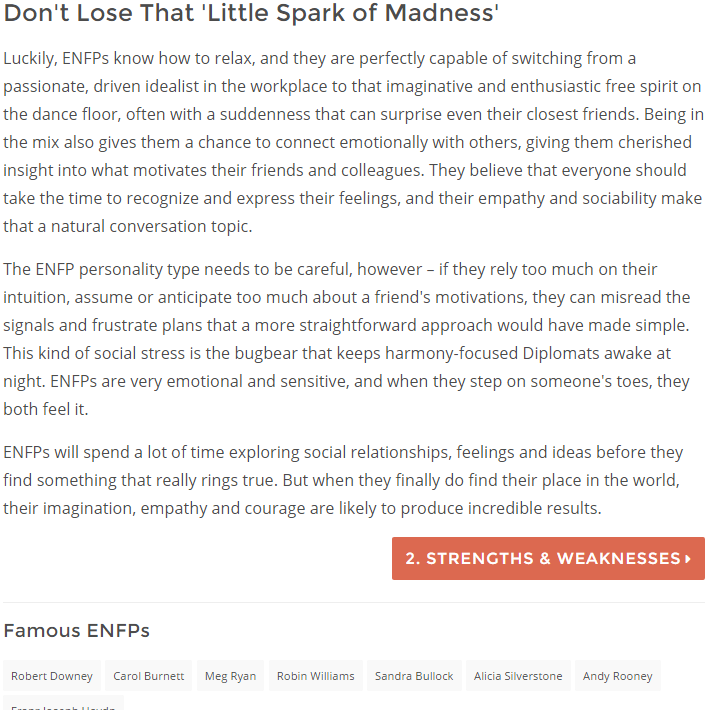 Don't Lose That 'Little Spark of Madness'
Luckily, ENFPs know how to relax, and they are perfectly capable of switching from a
passionate, driven idealist in the workplace to that imaginative and enthusiastic free spirit on
the dance floor, often with a suddenness that can surprise even their closest friends. Being in
the mix also gives them a chance to connect emotionally with others, giving them cherished
insight into what motivates their friends and colleagues. They believe that everyone should
take the time to recognize and express their feelings, and their empathy and sociability make
that a natural conversation topic.
The ENFP personality type needs to be careful, however – if they rely too much on their
intuition, assume or anticipate too much about a friend's motivations, they can misread the
signals and frustrate plans that a more straightforward approach would have made simple.
This kind of social stress is the bugbear that keeps harmony-focused Diplomats awake at
night. ENFPs are very emotional and sensitive, and when they step on someone's toes, they
both feel it.
ENFPs will spend a lot of time exploring social relationships, feelings and ideas before they
find something that really rings true. But when they finally do find their place in the world,
their imagination, empathy and courage are likely to produce incredible results.
2. STRENGTHS & WEAKNESSES
Famous ENFPs
Robert Downey Carol Burnett Meg Ryan Robin Williams Sandra Bullock Alicia Silverstone Andy Rooney
Franz Joseph Haydn